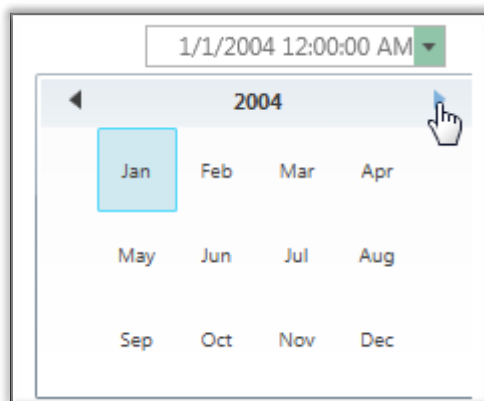 1/1/2004 12:00:00 AM
2004
Jan Feb Mar Apr
May Jun Jul Aug
Sep Oct Nov Dec